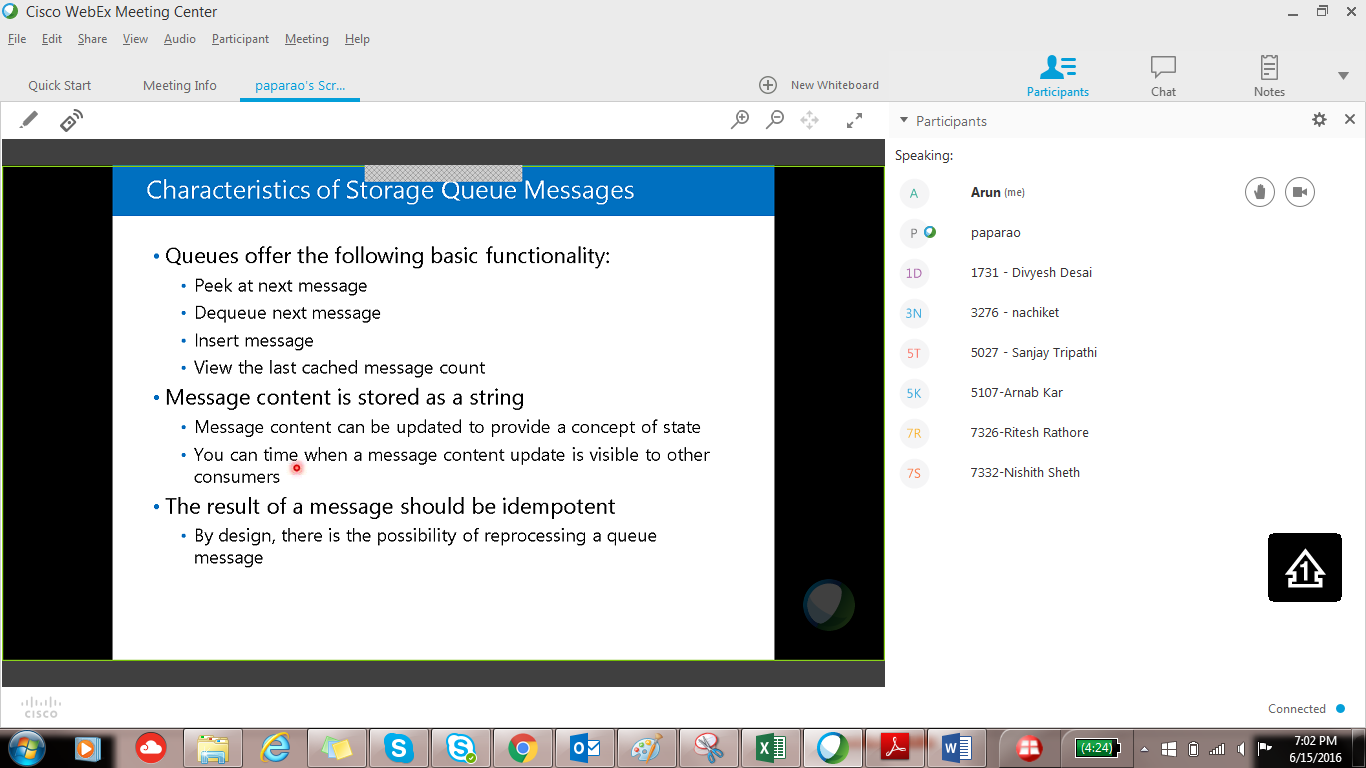 Cisco WebEx Meeting Center
File Edit Share View Audio Participant Meeting Help
Quick Start Meeting Info paparao's Scr... New Whiteboard
Participants Chat Notes
Participants
Speaking:
A Arun (me)
P paparao
1D 1731 - Divyesh Desai
3N 3276 - nachiket
5T 5027 - Sanjay Tripathi
5K 5107-Arnab Kar
7R 7326-Ritesh Rathore
7S 7332-Nishith Sheth
Characteristics of Storage Queue Messages
• Queues offer the following basic functionality:
• Peek at next message
• Dequeue next message
• Insert message
• View the last cached message count
• Message content is stored as a string
• Message content can be updated to provide a concept of state
• You can time when a message content update is visible to other
consumers
• The result of a message should be idempotent
• By design, there is the possibility of reprocessing a queue
message
1
CISCO
Connected
(4:24)
7:02 PM
6/15/2016